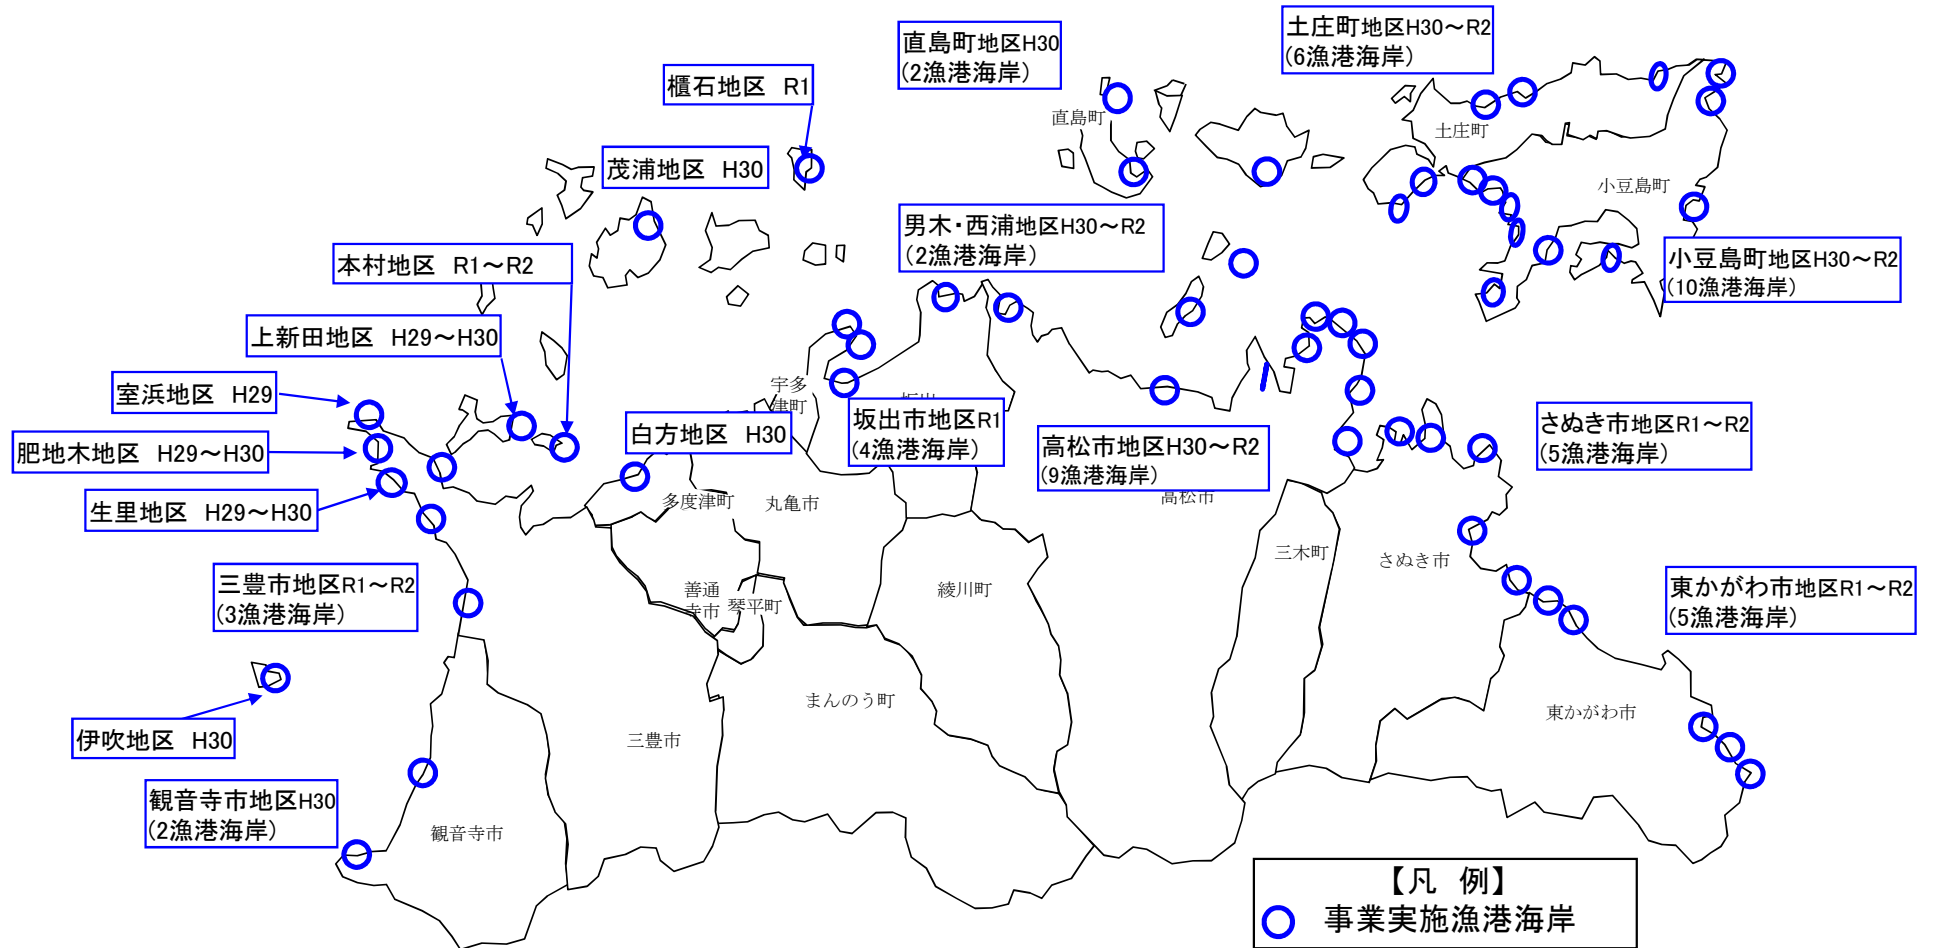 土庄町地区H30～R2
(6漁港海岸)
直島町地区H30
(2漁港海岸)
櫃石地区　R1
直島町
土庄町
茂浦地区　H30
小豆島町
男木・西浦地区H30～R2
(2漁港海岸)
本村地区　R1～R2
小豆島町地区H30～R2
(10漁港海岸)
上新田地区　H29～H30
室浜地区　H29
宇多
津町
坂出市地区R1
(4漁港海岸)
白方地区　H30
高松市地区H30～R2
(9漁港海岸)
さぬき市地区R1～R2
(5漁港海岸)
肥地木地区　H29～H30
生里地区　H29～H30
多度津町
丸亀市
高松市
三木町
さぬき市
三豊市地区R1～R2
(3漁港海岸)
善通
寺市
琴平町
綾川町
東かがわ市地区R1～R2
(5漁港海岸)
まんのう町
東かがわ市
伊吹地区　H30
三豊市
観音寺市地区H30
(2漁港海岸)
観音寺市
【凡　例】
事業実施漁港海岸